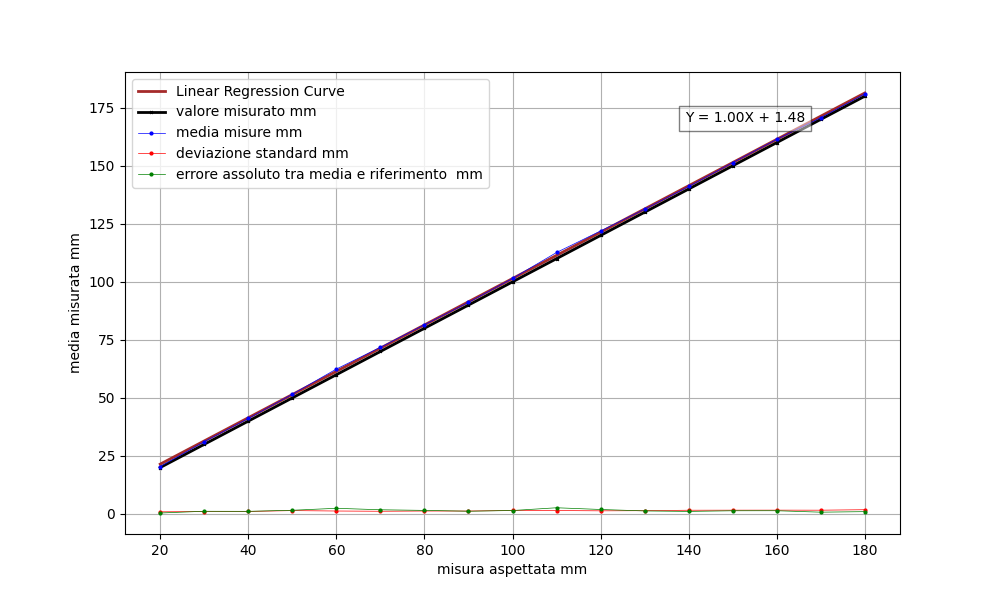 Linear Regression Curve
valore misurato mm
media misure mm
deviazione standard mm
errore assoluto tra media e riferimento  mm
Y = 1.00X + 1.48
media misurata mm
175
150
125
100
75
50
25
0
20 40 60 80 100 120 140 160 180
misura aspettata mm